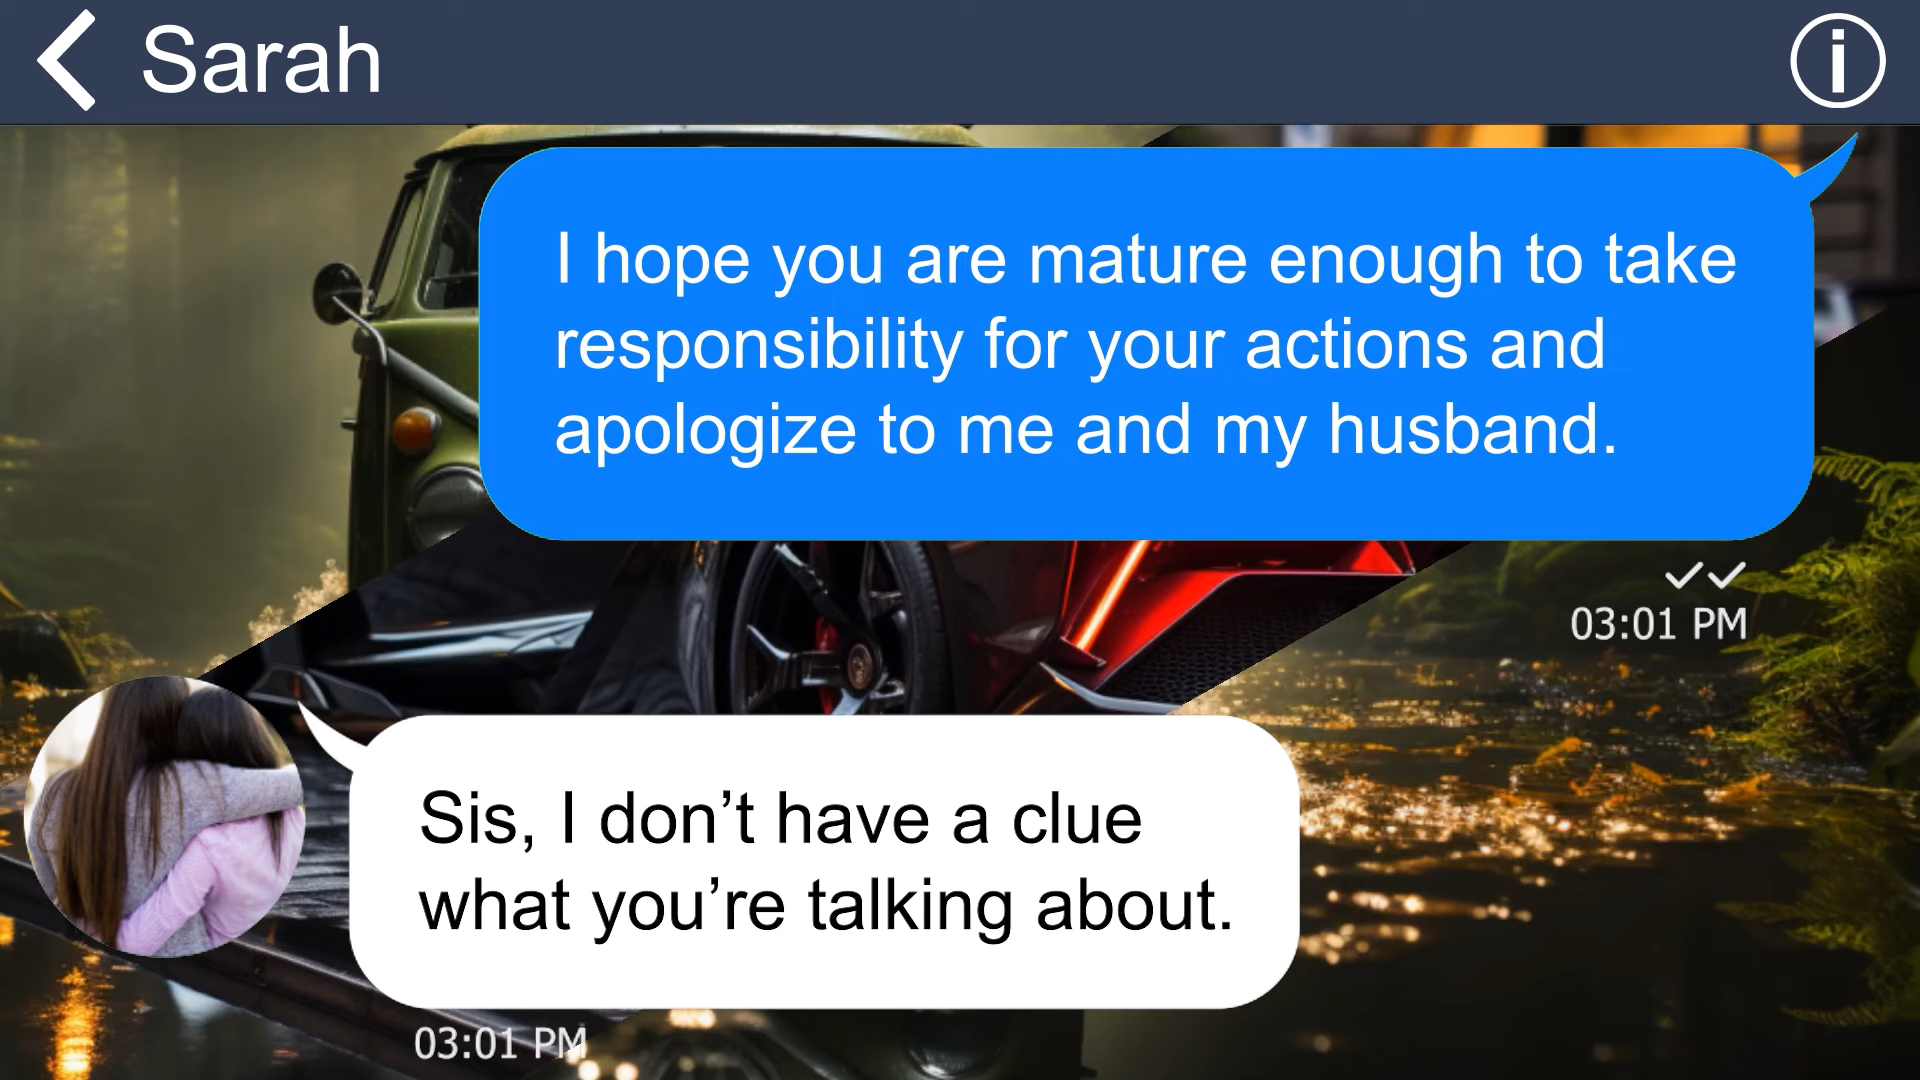 Sarah
I hope you are mature enough to take
responsibility for your actions and
apologize to me and my husband.
03:01 PM
Sis, I don’t have a clue
what you’re talking about.
03:01 PM